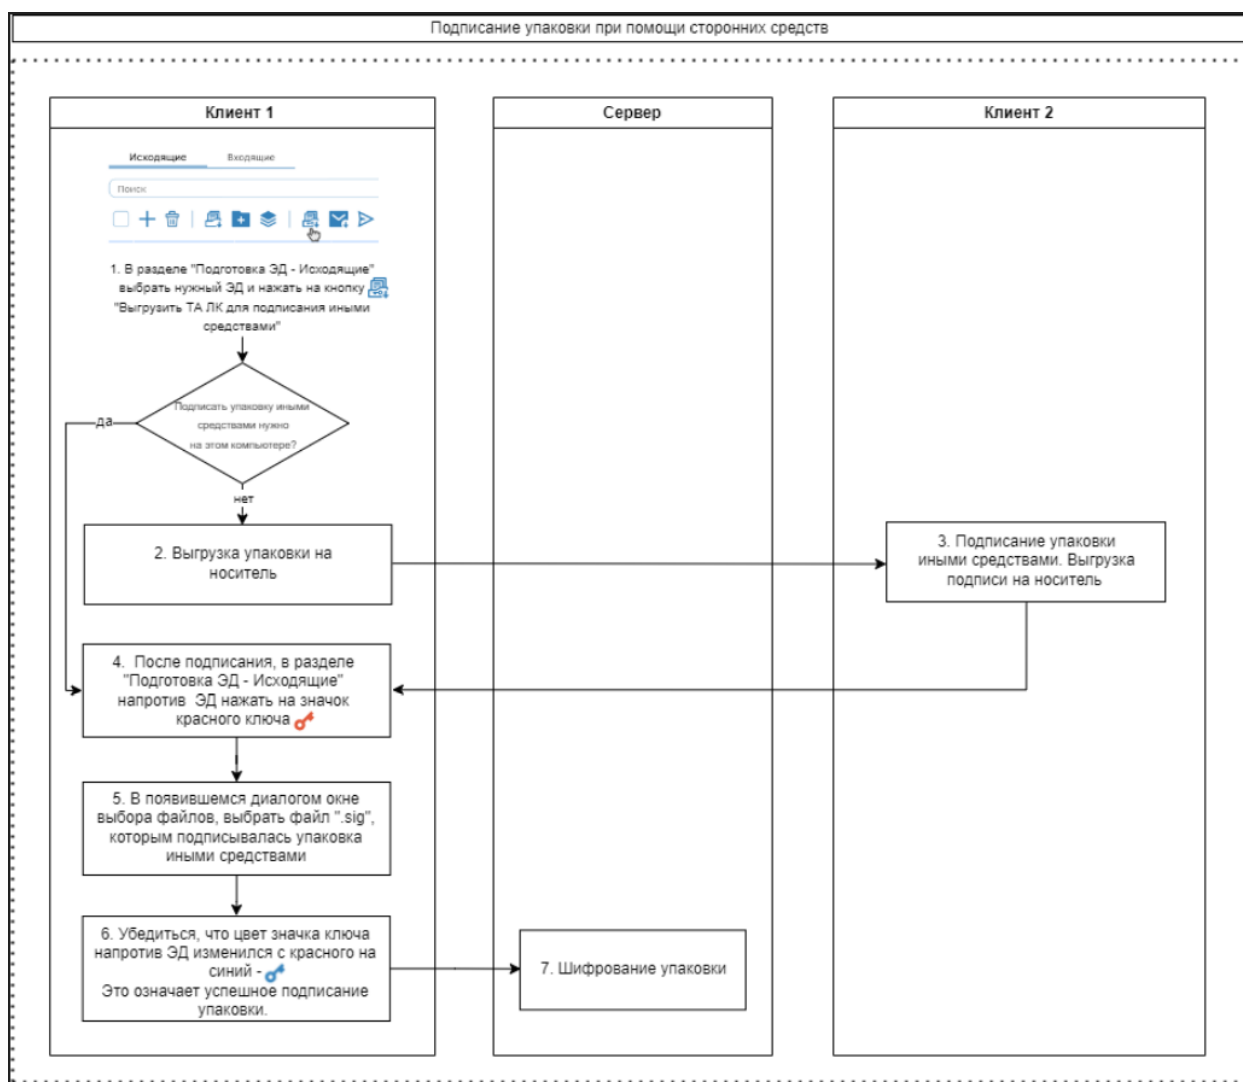 Подписание упаковки при помощи сторонних средств
Клиент 1
Сервер
Клиент 2
Исходящие
Входящие
Поиск
1. В разделе "Подготовка ЭД - Исходящие"
выбрать нужный ЭД и нажать на кнопку
"Выгрузить ТА ЛК для подписания иными
средствами"
Подписать упаковку иными
средствами нужно
на этом компьютере?
да
нет
2. Выгрузка упаковки на
носитель
3. Подписание упаковки
иными средствами. Выгрузка
подписи на носитель
4. После подписания, в разделе
"Подготовка ЭД - Исходящие"
напротив ЭД нажать на значок
красного ключа
5. В появившемся диалогом окне
выбора файлов, выбрать файл ".sig",
которым подписывалась упаковка
иными средствами
6. Убедиться, что цвет значка ключа
напротив ЭД изменился с красного на
синий -
Это означает успешное подписание
упаковки.
7. Шифрование упаковки